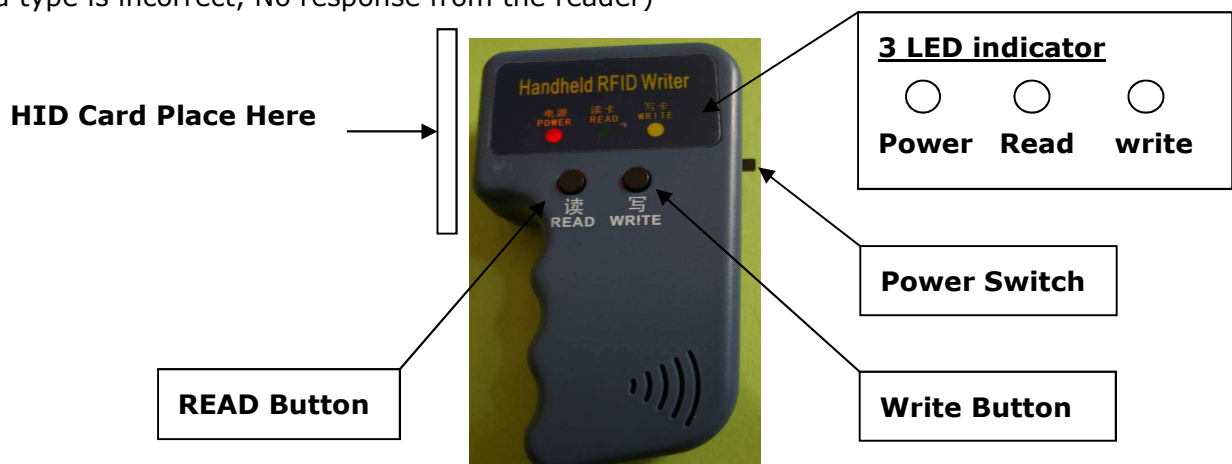 type is incorrect; No response from the reader)
3 LED indicator
Power Read write
HID Card Place Here
Handheld RFID Writer
电源 读卡 写卡
POWER READ WRITE
读 写
READ WRITE
Power Switch
READ Button
Write Button